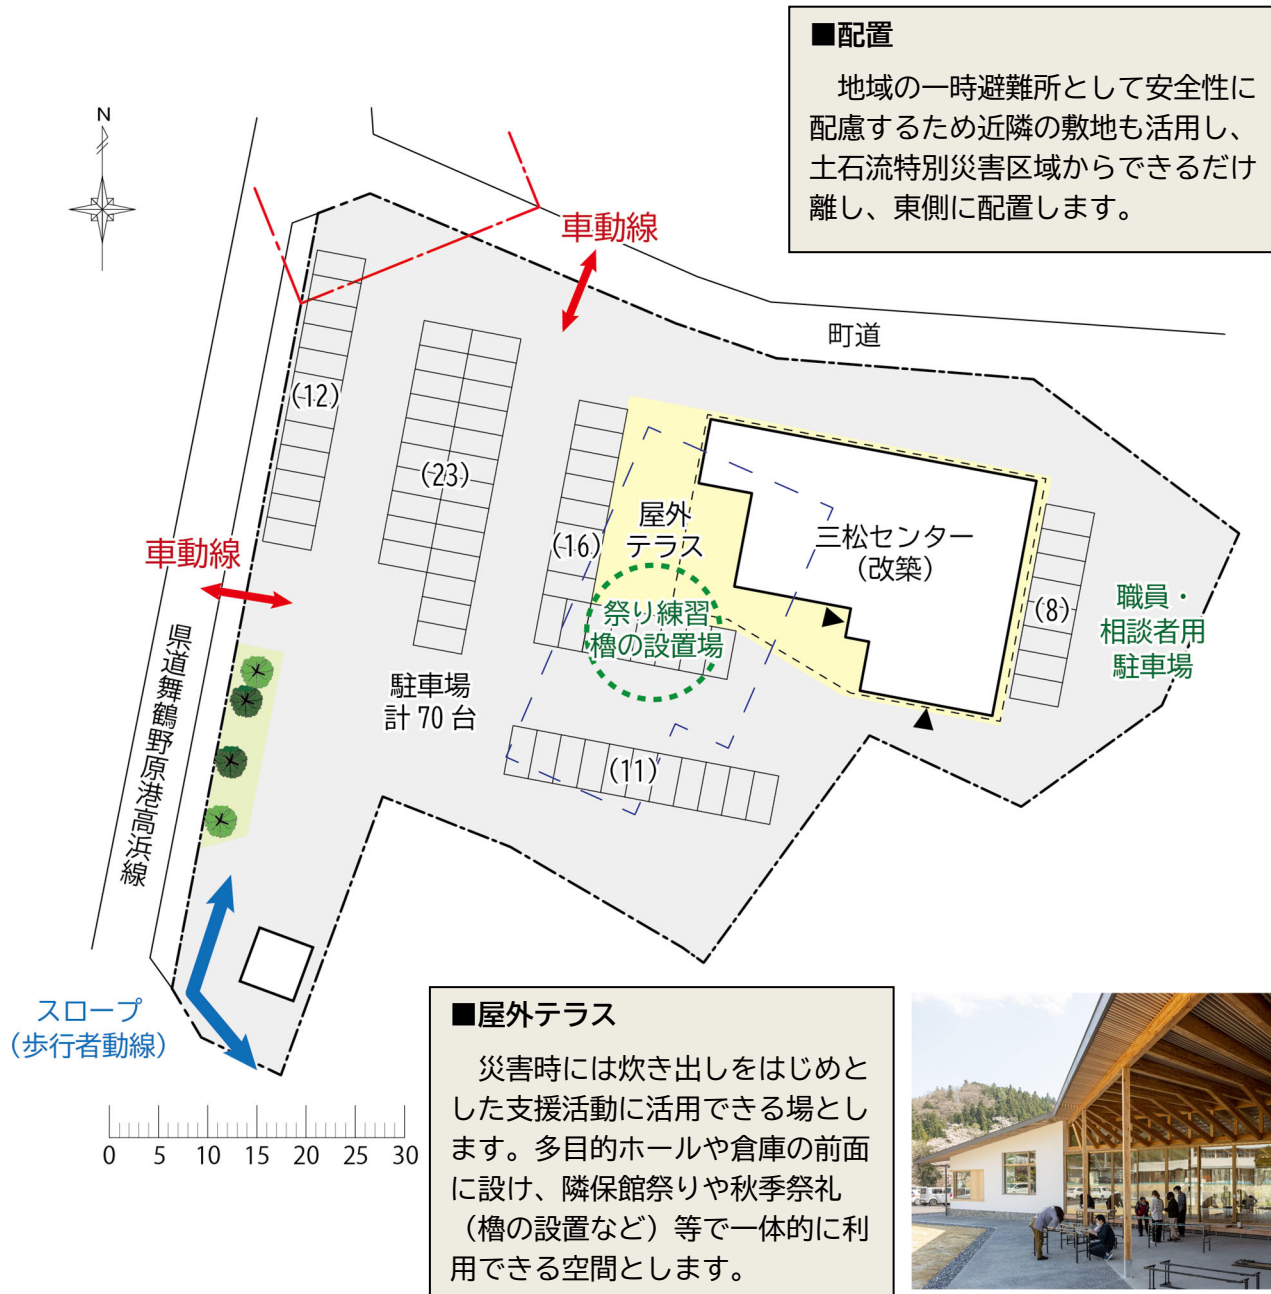 ■配置
地域の一時避難所として安全性に
配慮するため近隣の敷地も活用し、
土石流特別災害区域からできるだけ
離し、東側に配置します。
N
車動線
町道
(12)
(23)
(16)
屋外
テラス
三松センター
(改築)
車動線
祭り練習
櫓の設置場
(8)
職員・
相談者用
駐車場
県道舞鶴野原港高浜線
駐車場
計 70 台
(11)
スロープ
(歩行者動線)
0 5 10 15 20 25 30
■屋外テラス
災害時には炊き出しをはじめと
した支援活動に活用できる場とし
ます。多目的ホールや倉庫の前面
に設け、隣保館祭りや秋季祭礼
(櫓の設置など)等で一体的に利
用できる空間とします。